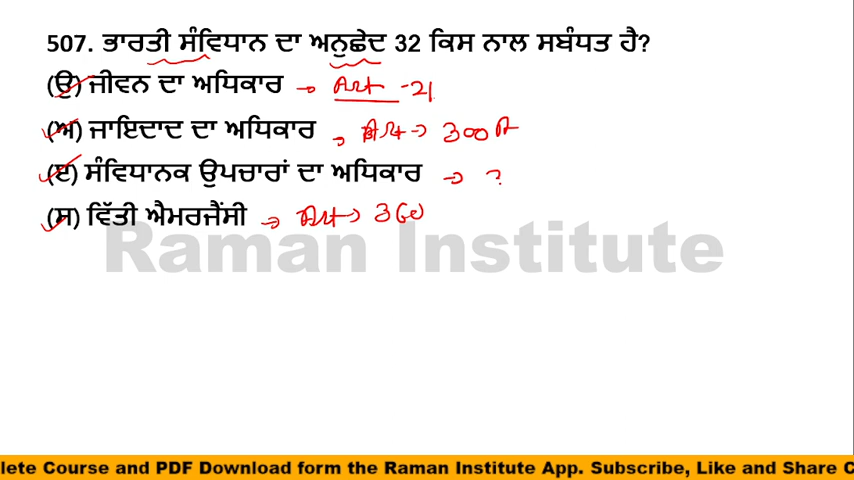 507. ਭਾਰਤੀ ਸੰਵਿਧਾਨ ਦਾ ਅਨੁਛੇਦ 32 ਕਿਸ ਨਾਲ ਸਬੰਧਤ ਹੈ?
(ੳ) ਜੀਵਨ ਦਾ ਅਧਿਕਾਰ → Art -21
(ਅ) ਜਾਇਦਾਦ ਦਾ ਅਧਿਕਾਰ → Art → 300 A
(ੲ) ਸੰਵਿਧਾਨਕ ਉਪਚਾਰਾਂ ਦਾ ਅਧਿਕਾਰ → ?
(ਸ) ਵਿੱਤੀ ਐਮਰਜੈਂਸੀ → Art → 360
Raman Institute
lete Course and PDF Download form the Raman Institute App. Subscribe, Like and Share C